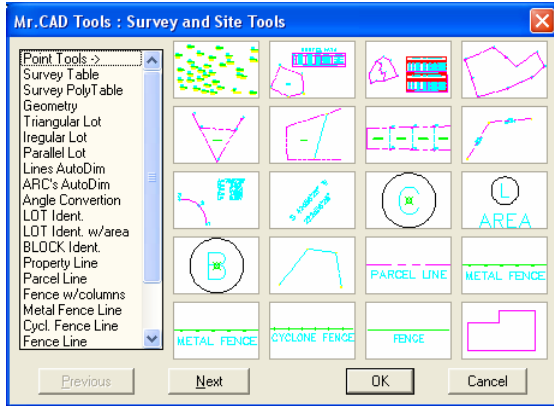 Mr.CAD Tools : Survey and Site Tools
Point Tools ->
Survey Table
Survey PolyTable
Geometry
Triangular Lot
Iregular Lot
Parallel Lot
Lines AutoDim
ARC's AutoDim
Angle Convertion
LOT Ident.
LOT Ident. w/area
BLOCK Ident.
Property Line
Parcel Line
Fence w/columns
Metal Fence Line
Cycl. Fence Line
Fence Line
C
L
AREA
B
PARCEL LINE
METAL FENCE
METAL FENCE
CYCLONE FENCE
FENCE
Previous
Next
OK
Cancel